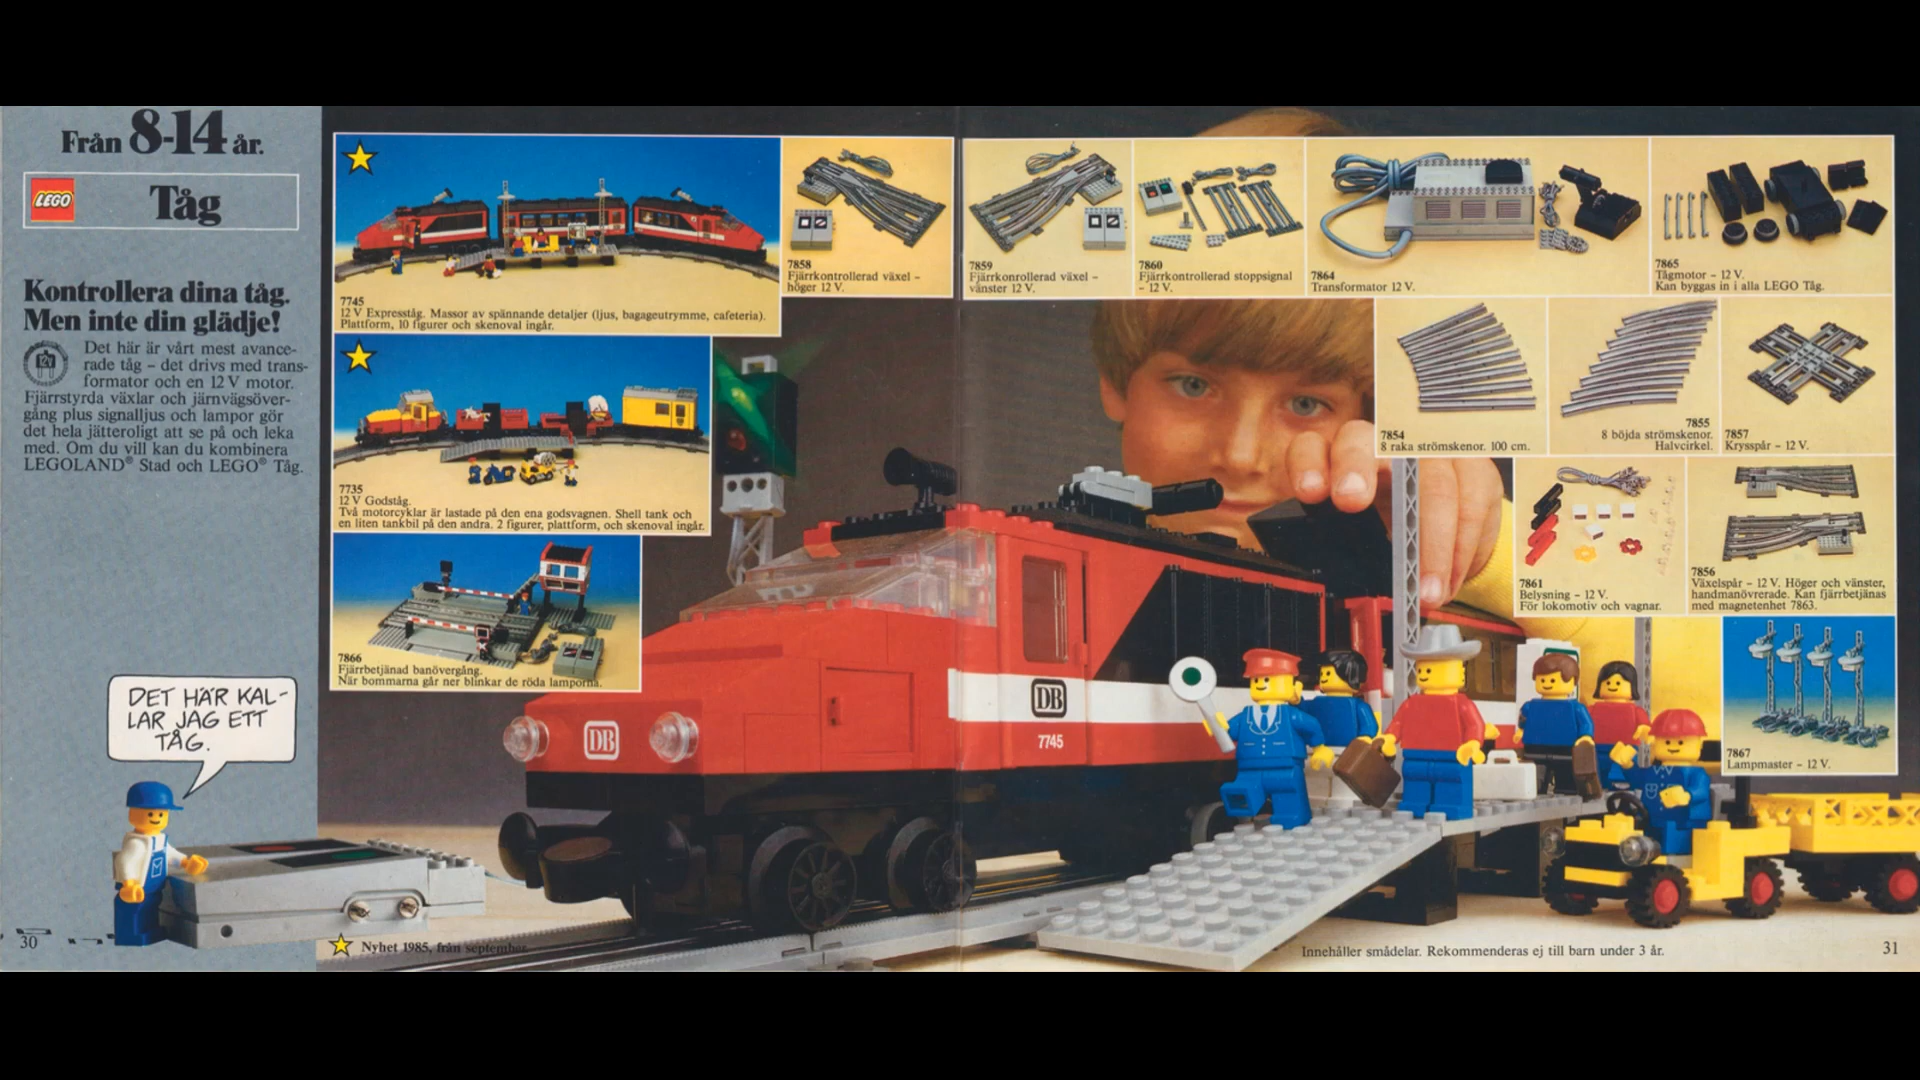 Från 8-14 år.
LEGO
Tåg
Kontrollera dina tåg.
Men inte din glädje!
12V
Det här är vårt mest avance-
rade tåg – det drivs med trans-
formator och en 12 V motor.
Fjärrstyrda växlar och järnvägsöver-
gång plus signalljus och lampor gör
det hela jätteroligt att se på och leka
med. Om du vill kan du kombinera
LEGOLAND® Stad och LEGO® Tåg.
DET HÄR KAL-
LAR JAG ETT
TÅG.
30
7745
12 V Expresståg. Massor av spännande detaljer (ljus, bagageutrymme, cafeteria).
Plattform, 10 figurer och skenoval ingår.
7735
12 V Godståg.
Två motorcyklar är lastade på den ena godsvagnen. Shell tank och
en liten tankbil på den andra. 2 figurer, plattform, och skenoval ingår.
7866
Fjärrbetjänad banövergång.
När bommarna går ner blinkar de röda lamporna.
Nyhet 1985, från september.
7858
Fjärrkontrollerad växel –
höger 12 V.
7859
Fjärrkonrollerad växel –
vänster 12 V.
7860
Fjärrkontrollerad stoppsignal
– 12 V.
7864
Transformator 12 V.
7865
Tågmotor – 12 V.
Kan byggas in i alla LEGO Tåg.
7854
8 raka strömskenor. 100 cm.
7855
8 böjda strömskenor.
Halvcirkel.
7857
Krysspår – 12 V.
7861
Belysning – 12 V.
För lokomotiv och vagnar.
7856
Växelspår – 12 V. Höger och vänster,
handmanövrerade. Kan fjärrbetjänas
med magnetenhet 7863.
7867
Lampmaster – 12 V.
DB
DB
7745
Innehåller smådelar. Rekommenderas ej till barn under 3 år.
31